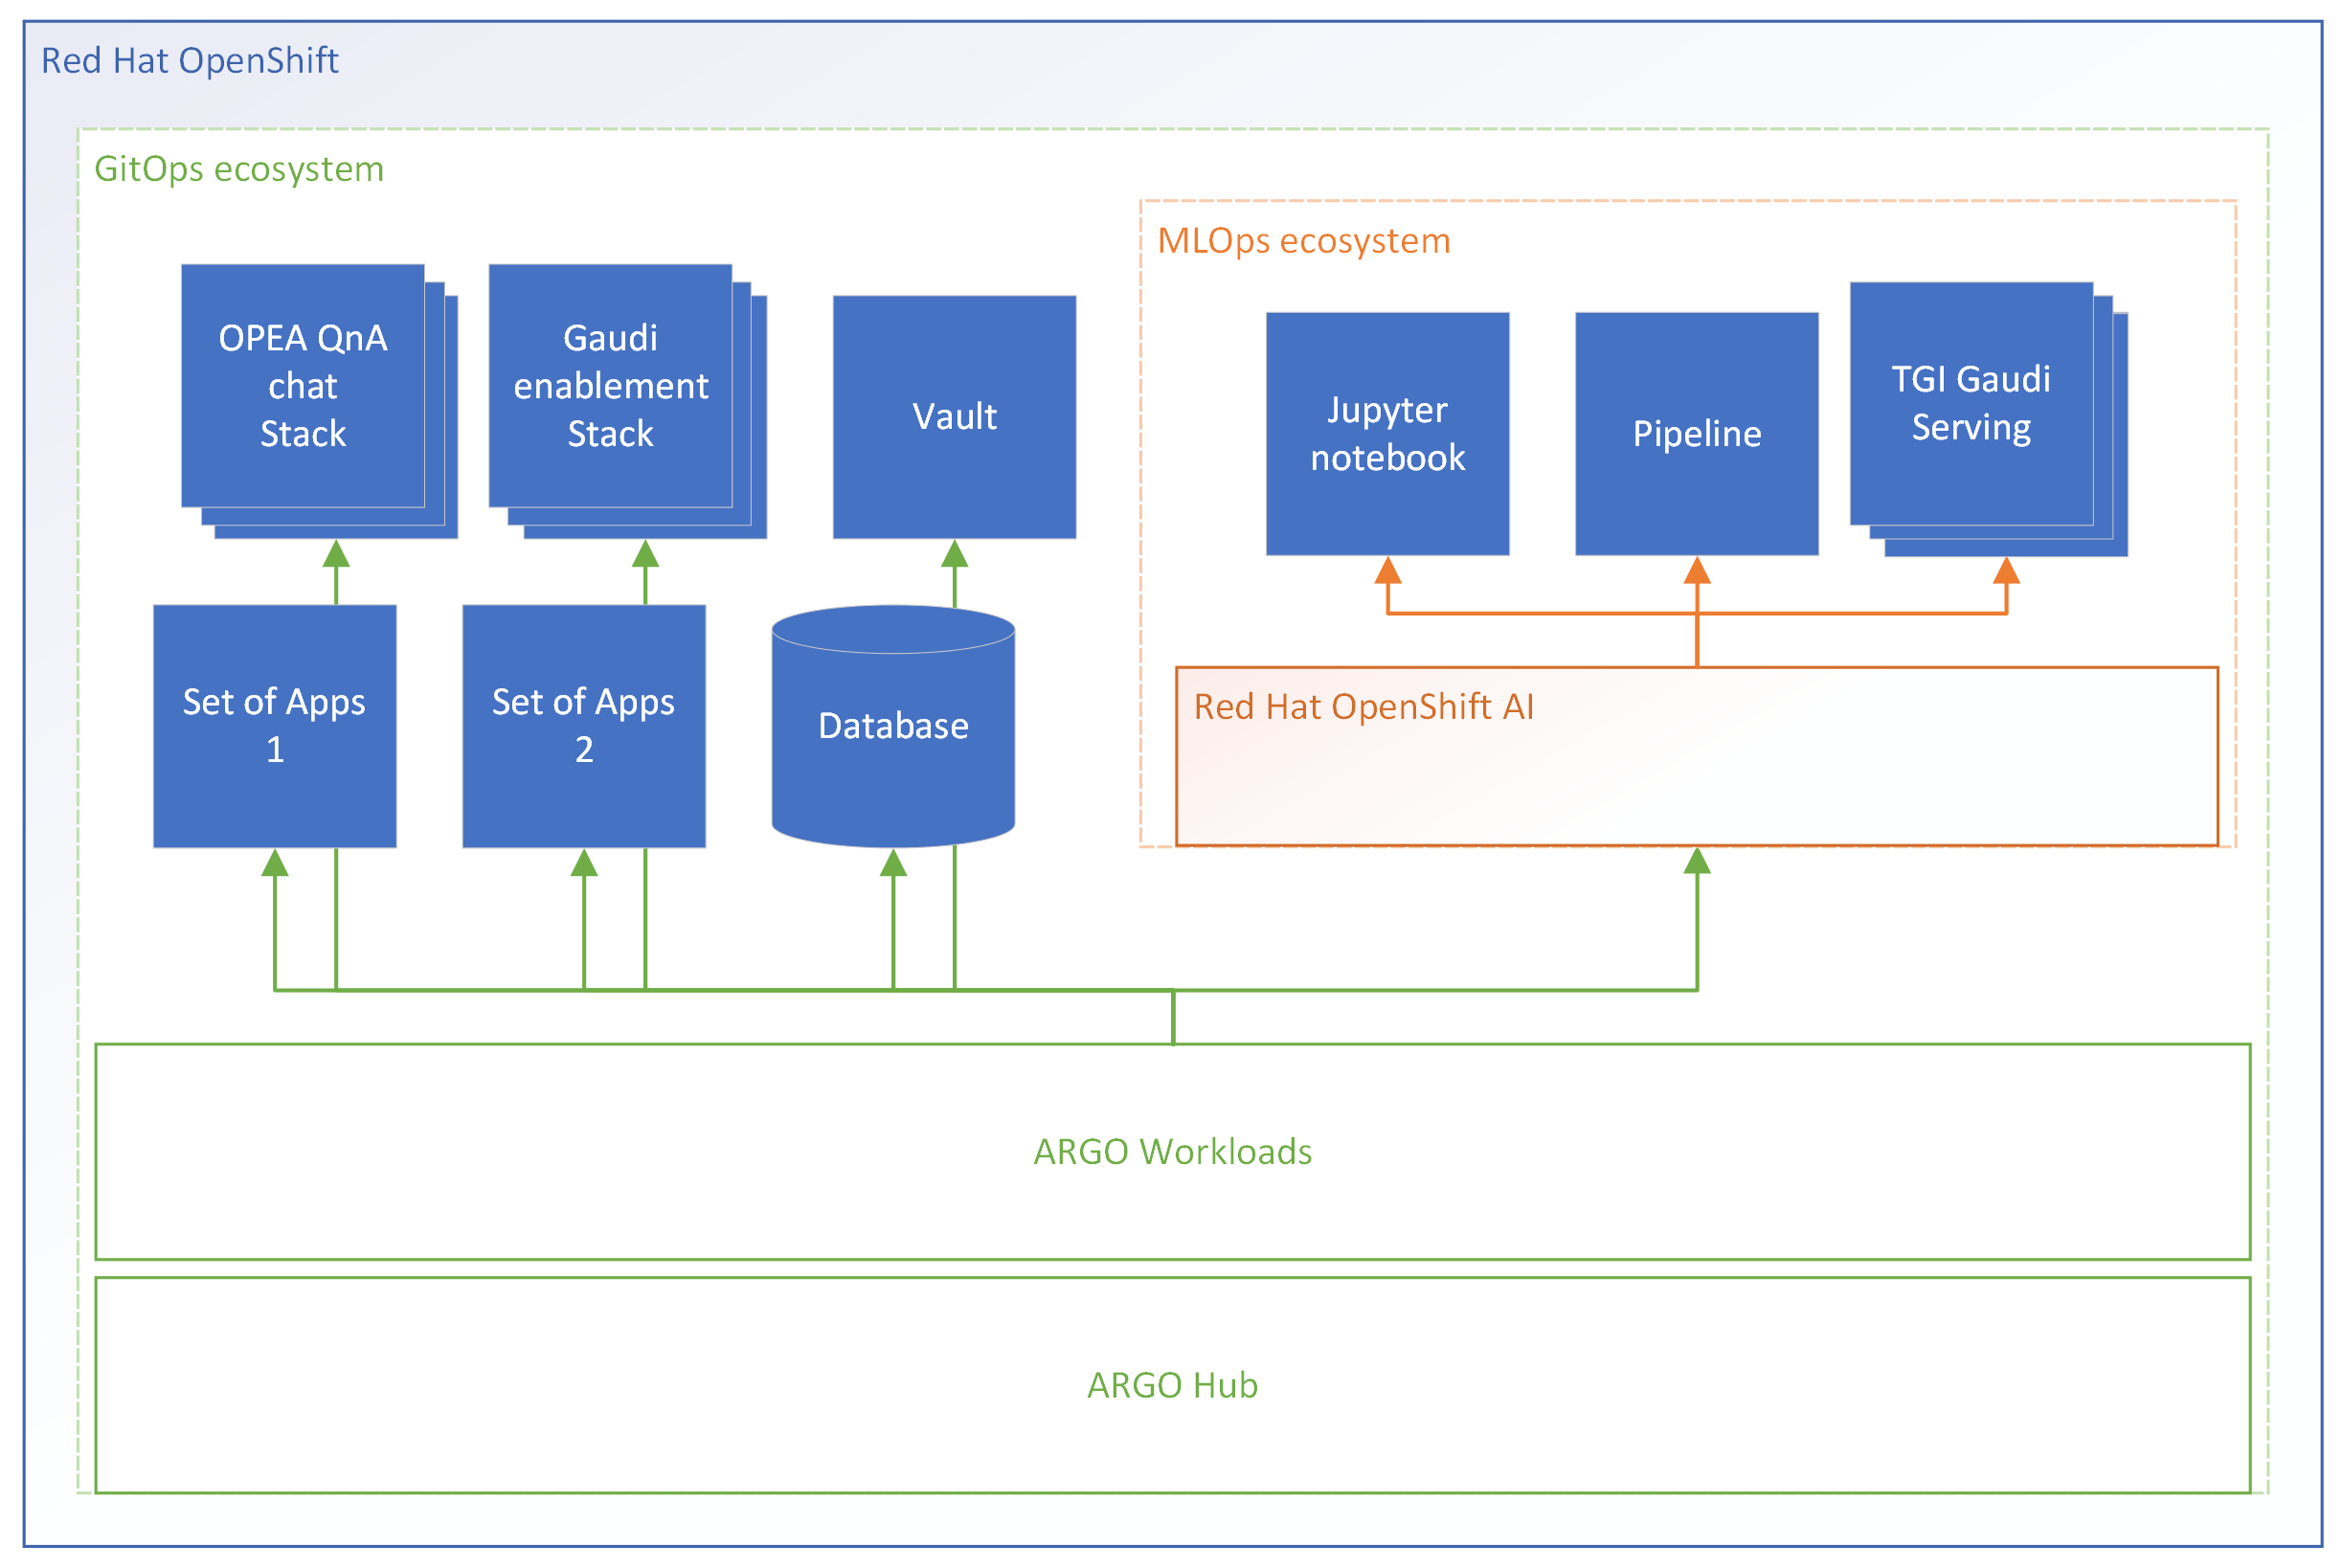 Red Hat OpenShift
GitOps ecosystem
MLOps ecosystem
OPEA QnA
chat
Stack
Gaudi
enablement
Stack
Vault
Jupyter
notebook
Pipeline
TGI Gaudi
Serving
Set of Apps
1
Set of Apps
2
Database
Red Hat OpenShift AI
ARGO Workloads
ARGO Hub